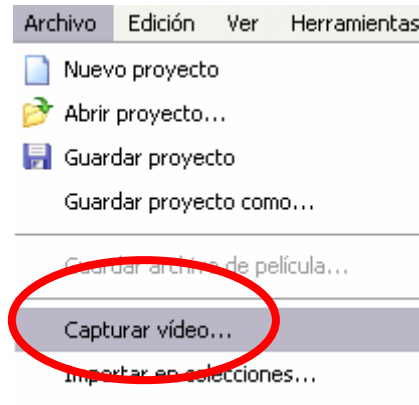 Archivo Edición Ver Herramientas
Nuevo proyecto
Abrir proyecto...
Guardar proyecto
Guardar proyecto como...
Guardar archivo de película...
Capturar vídeo...
Importar en colecciones...